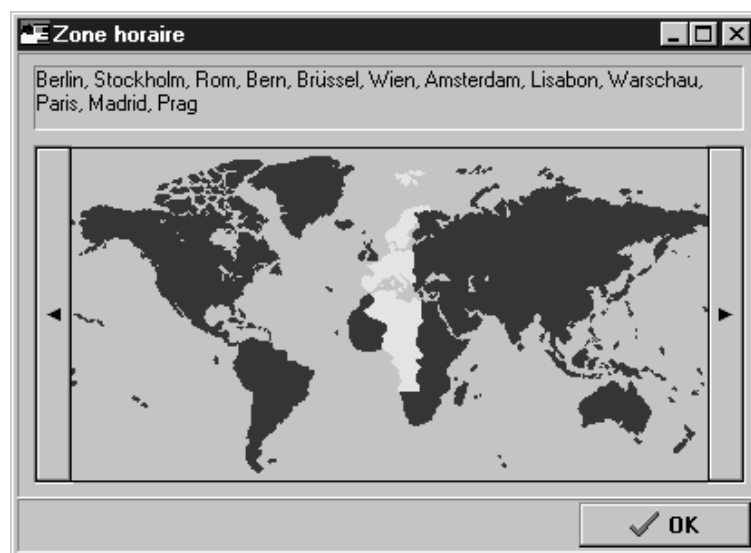 Zone horaire
Berlin, Stockholm, Rom, Bern, Brüssel, Wien, Amsterdam, Lisabon, Warschau,
Paris, Madrid, Prag
OK